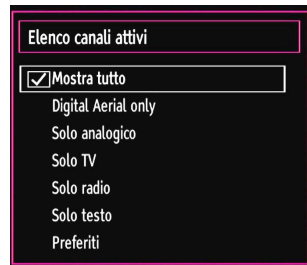 Elenco canali attivi
Mostra tutto
Digital Aerial only
Solo analogico
Solo TV
Solo radio
Solo testo
Preferiti